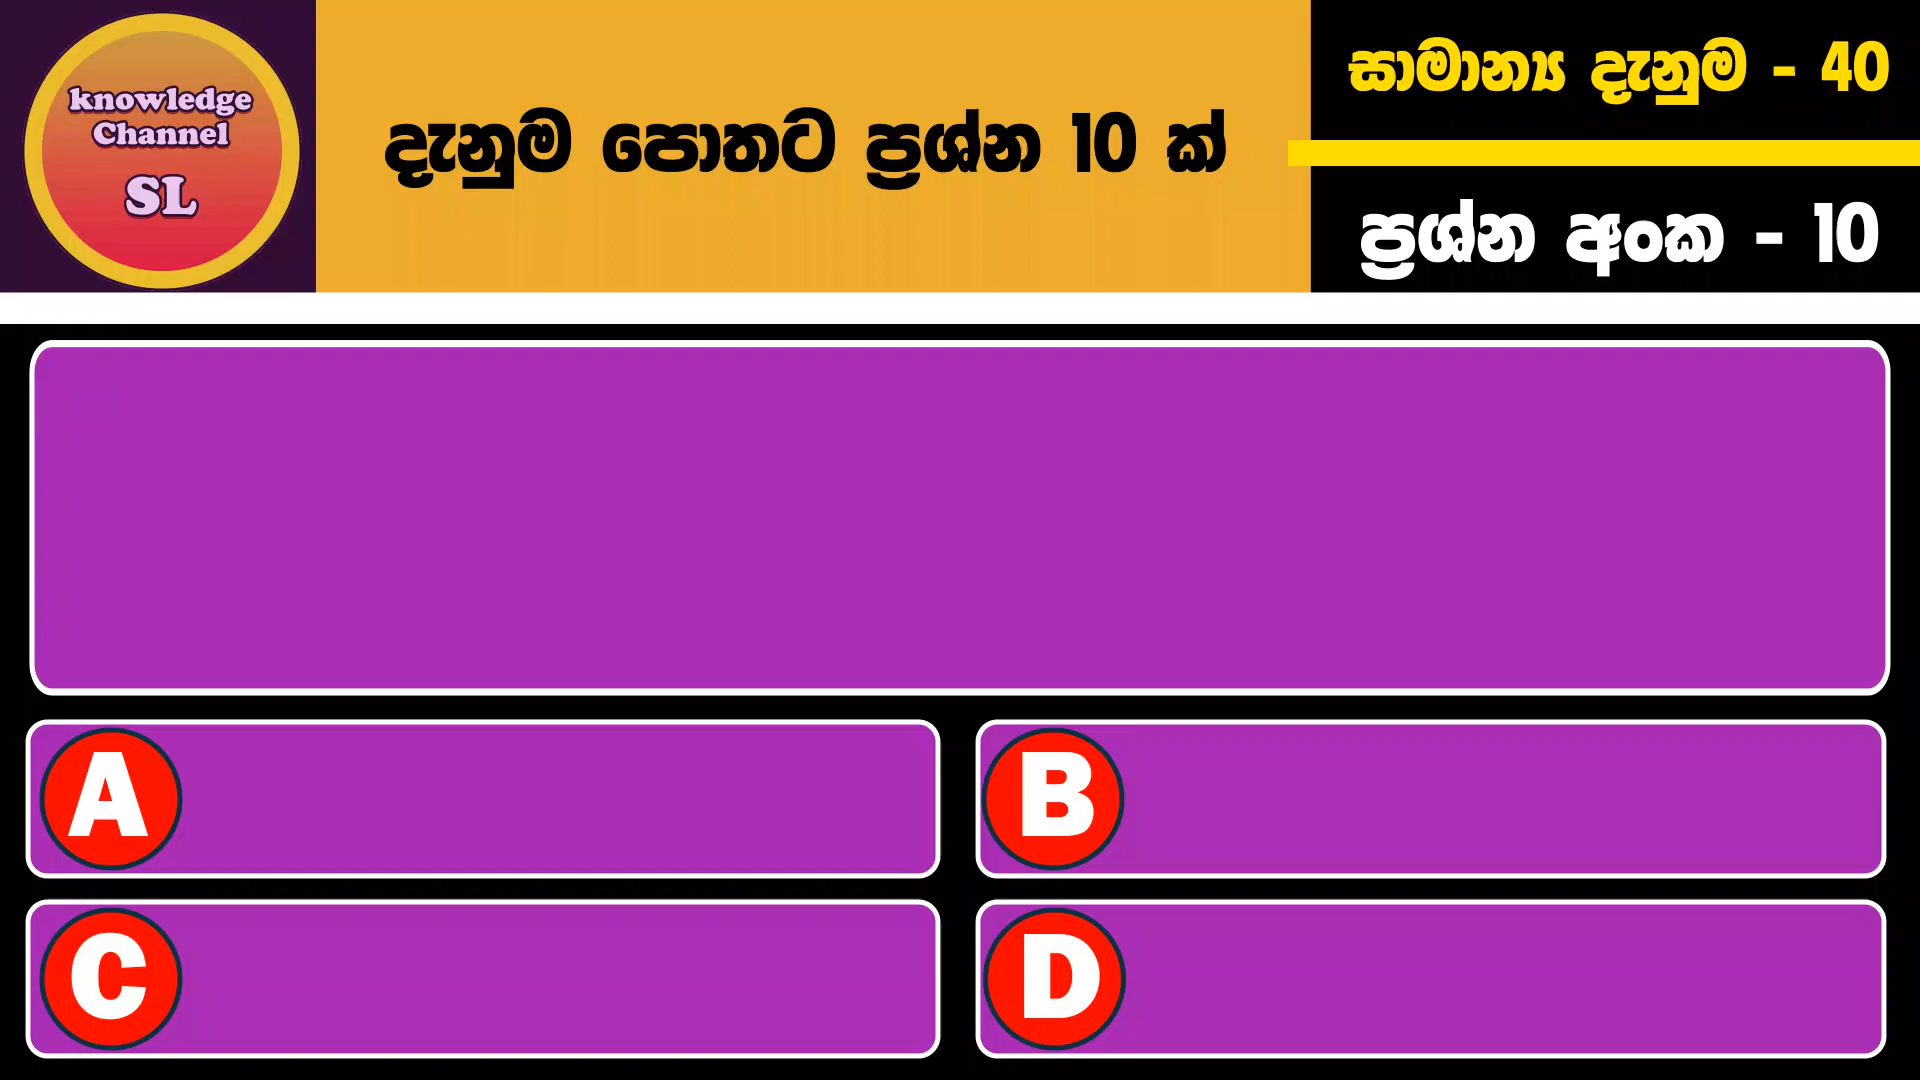 knowledge
Channel
SL
දැනුම පොතට ප්‍රශ්න 10 ක්
සාමාන්‍ය දැනුම - 40
ප්‍රශ්න අංක - 10
A
B
C
D